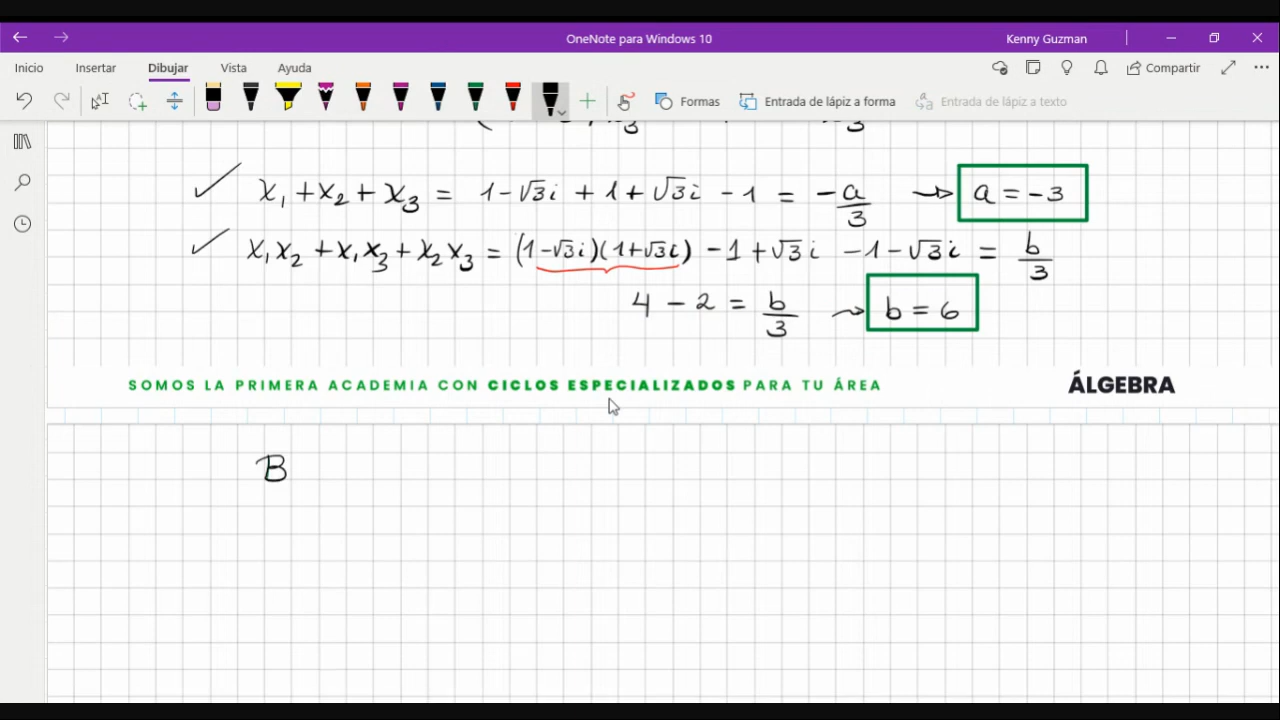 OneNote para Windows 10
Kenny Guzman
Inicio Insertar Dibujar Vista Ayuda
Compartir
Formas Entrada de lápiz a forma Entrada de lápiz a texto
x₁ + x₂ + x₃ = 1 - √3i + 1 + √3i - 1 = -a/3 → a = -3
x₁x₂ + x₁x₃ + x₂x₃ = (1-√3i)(1+√3i) - 1 + √3i - 1 - √3i = b/3
4 - 2 = b/3 → b = 6
SOMOS LA PRIMERA ACADEMIA CON CICLOS ESPECIALIZADOS PARA TU ÁREA
ÁLGEBRA
B